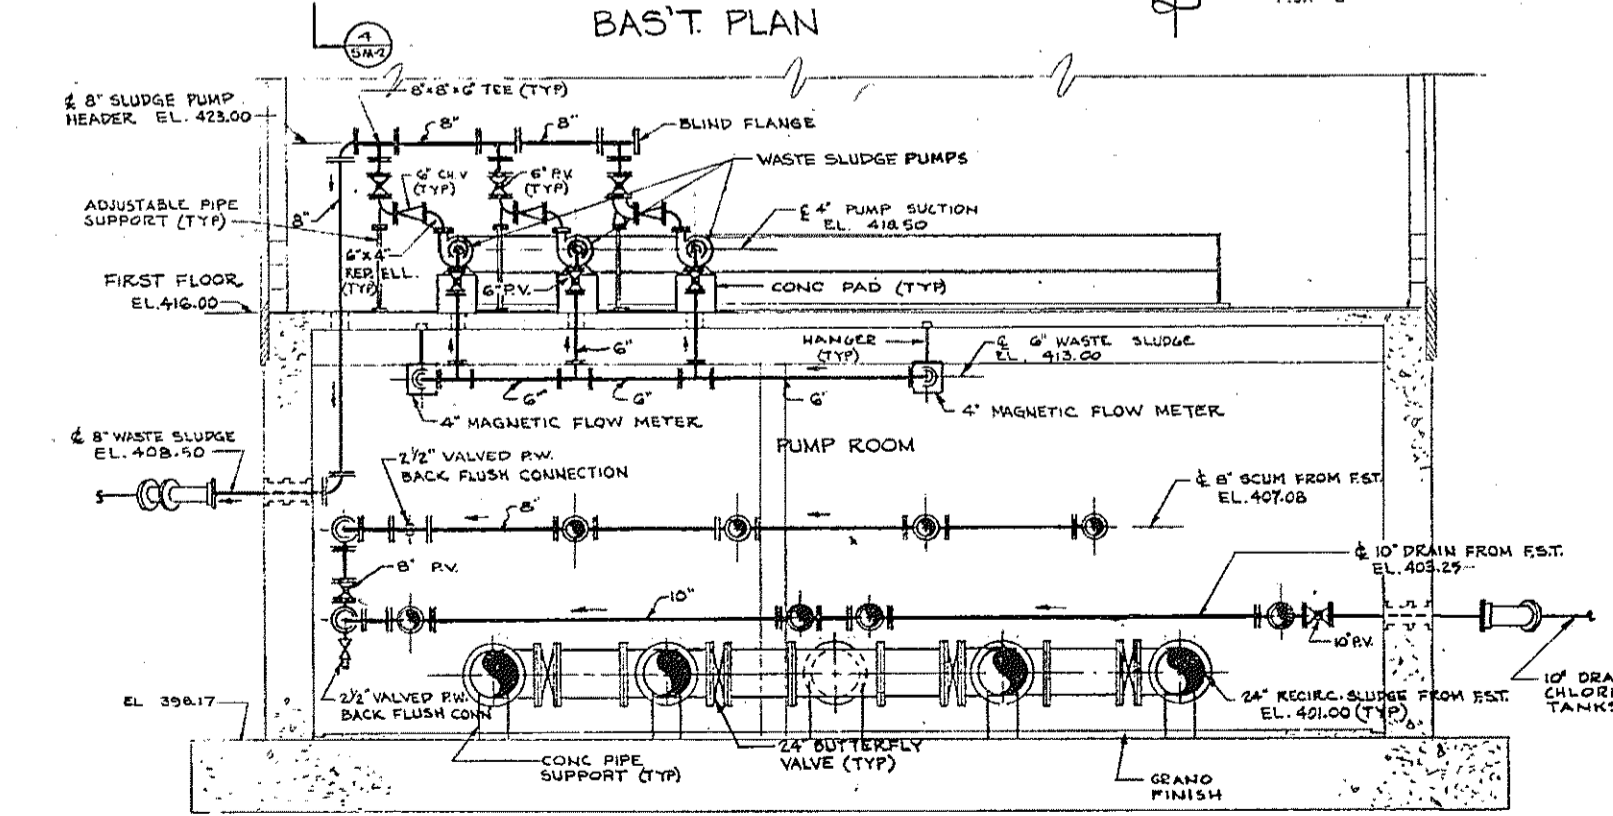 BAS'T. PLAN
4
SM-2
℄ 8" SLUDGE PUMP
HEADER EL. 423.00
8"x8"x6" TEE (TYP)
8"
8"
BLIND FLANGE
WASTE SLUDGE PUMPS
6" CH.V
(TYP)
6" P.V.
(TYP)
ADJUSTABLE PIPE
SUPPORT (TYP)
8"
℄ 4" PUMP SUCTION
EL. 418.50
6"x4"
RED. ELL.
(TYP)
6" P.V.
CONC PAD (TYP)
FIRST FLOOR
EL. 416.00
6"
HANGER
(TYP)
℄ 6" WASTE SLUDGE
EL. 413.00
6"
6"
6"
4" MAGNETIC FLOW METER
4" MAGNETIC FLOW METER
PUMP ROOM
℄ 8" WASTE SLUDGE
EL. 408.50
2½" VALVED P.W.
BACK FLUSH CONNECTION
8"
℄ 8" SCUM FROM F.S.T.
EL. 407.08
8" P.V.
10"
℄ 10" DRAIN FROM F.S.T.
EL. 403.25
10" P.V.
EL 398.17
2½" VALVED P.W.
BACK FLUSH CONN
CONC PIPE
SUPPORT (TYP)
24" BUTTERFLY
VALVE (TYP)
24" RECIRC. SLUDGE FROM F.S.T.
EL. 401.00 (TYP)
GRANO
FINISH
10" DRA
CHLORI
TANKS